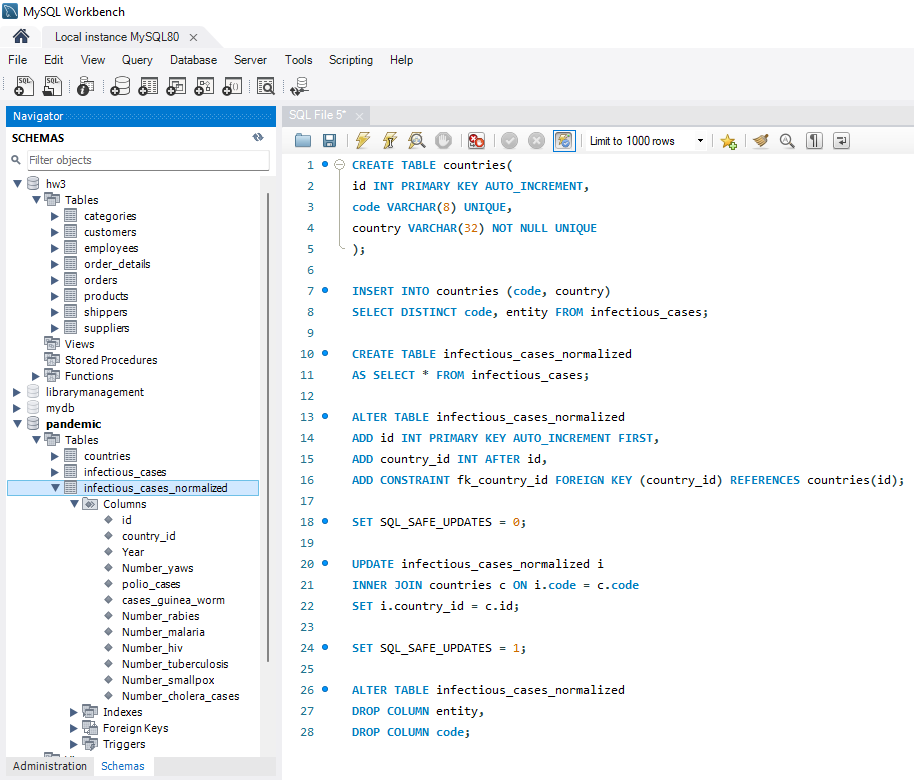 MySQL Workbench
Local instance MySQL80
File Edit View Query Database Server Tools Scripting Help
Navigator
SCHEMAS
Filter objects
hw3
Tables
categories
customers
employees
order_details
orders
products
shippers
suppliers
Views
Stored Procedures
Functions
librarymanagement
mydb
pandemic
Tables
countries
infectious_cases
infectious_cases_normalized
Columns
id
country_id
Year
Number_yaws
polio_cases
cases_guinea_worm
Number_rabies
Number_malaria
Number_hiv
Number_tuberculosis
Number_smallpox
Number_cholera_cases
Indexes
Foreign Keys
Triggers
Administration Schemas
SQL File 5*
Limit to 1000 rows
1 CREATE TABLE countries(
2 id INT PRIMARY KEY AUTO_INCREMENT,
3 code VARCHAR(8) UNIQUE,
4 country VARCHAR(32) NOT NULL UNIQUE
5 );
6
7 INSERT INTO countries (code, country)
8 SELECT DISTINCT code, entity FROM infectious_cases;
9
10 CREATE TABLE infectious_cases_normalized
11 AS SELECT * FROM infectious_cases;
12
13 ALTER TABLE infectious_cases_normalized
14 ADD id INT PRIMARY KEY AUTO_INCREMENT FIRST,
15 ADD country_id INT AFTER id,
16 ADD CONSTRAINT fk_country_id FOREIGN KEY (country_id) REFERENCES countries(id);
17
18 SET SQL_SAFE_UPDATES = 0;
19
20 UPDATE infectious_cases_normalized i
21 INNER JOIN countries c ON i.code = c.code
22 SET i.country_id = c.id;
23
24 SET SQL_SAFE_UPDATES = 1;
25
26 ALTER TABLE infectious_cases_normalized
27 DROP COLUMN entity,
28 DROP COLUMN code;